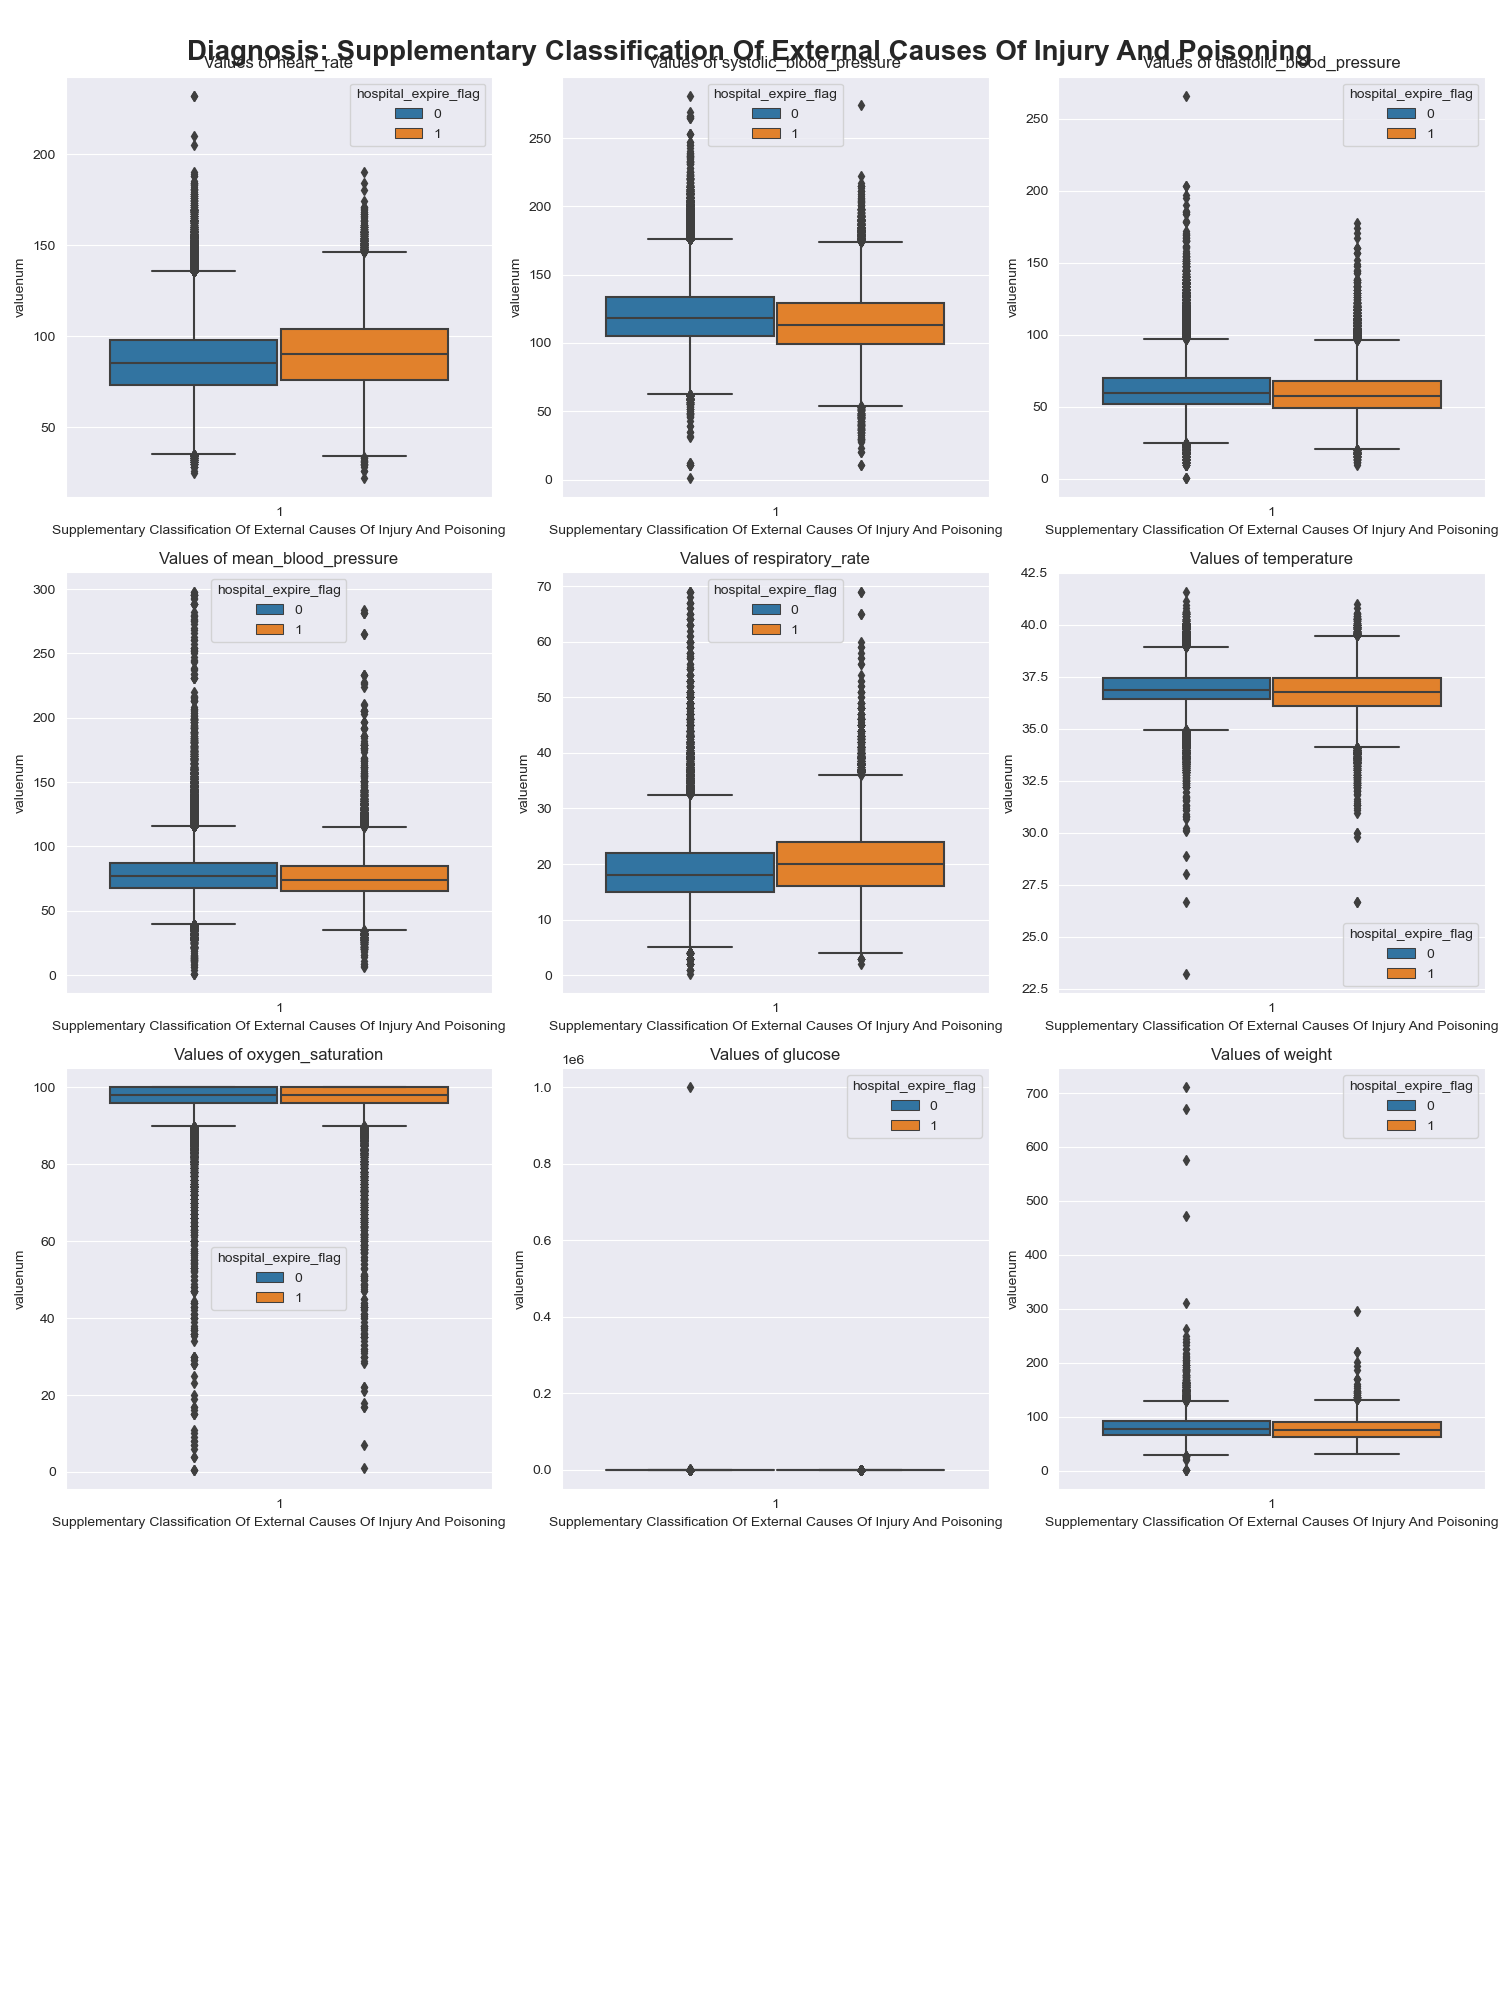 Diagnosis: Supplementary Classification Of External Causes Of Injury And Poisoning
Values of heart_rate
hospital_expire_flag
0
1
200
150
100
50
valuenum
1
Supplementary Classification Of External Causes Of Injury And Poisoning
Values of systolic_blood_pressure
hospital_expire_flag
0
1
250
200
150
100
50
0
valuenum
1
Supplementary Classification Of External Causes Of Injury And Poisoning
Values of diastolic_blood_pressure
hospital_expire_flag
0
1
250
200
150
100
50
0
valuenum
1
Supplementary Classification Of External Causes Of Injury And Poisoning
Values of mean_blood_pressure
hospital_expire_flag
0
1
300
250
200
150
100
50
0
valuenum
1
Supplementary Classification Of External Causes Of Injury And Poisoning
Values of respiratory_rate
hospital_expire_flag
0
1
70
60
50
40
30
20
10
0
valuenum
1
Supplementary Classification Of External Causes Of Injury And Poisoning
Values of temperature
42.5
40.0
37.5
35.0
32.5
30.0
27.5
25.0
22.5
valuenum
hospital_expire_flag
0
1
1
Supplementary Classification Of External Causes Of Injury And Poisoning
Values of oxygen_saturation
100
80
60
40
20
0
valuenum
hospital_expire_flag
0
1
1
Supplementary Classification Of External Causes Of Injury And Poisoning
Values of glucose
1e6
hospital_expire_flag
0
1
1.0
0.8
0.6
0.4
0.2
0.0
valuenum
1
Supplementary Classification Of External Causes Of Injury And Poisoning
Values of weight
hospital_expire_flag
0
1
700
600
500
400
300
200
100
0
valuenum
1
Supplementary Classification Of External Causes Of Injury And Poisoning